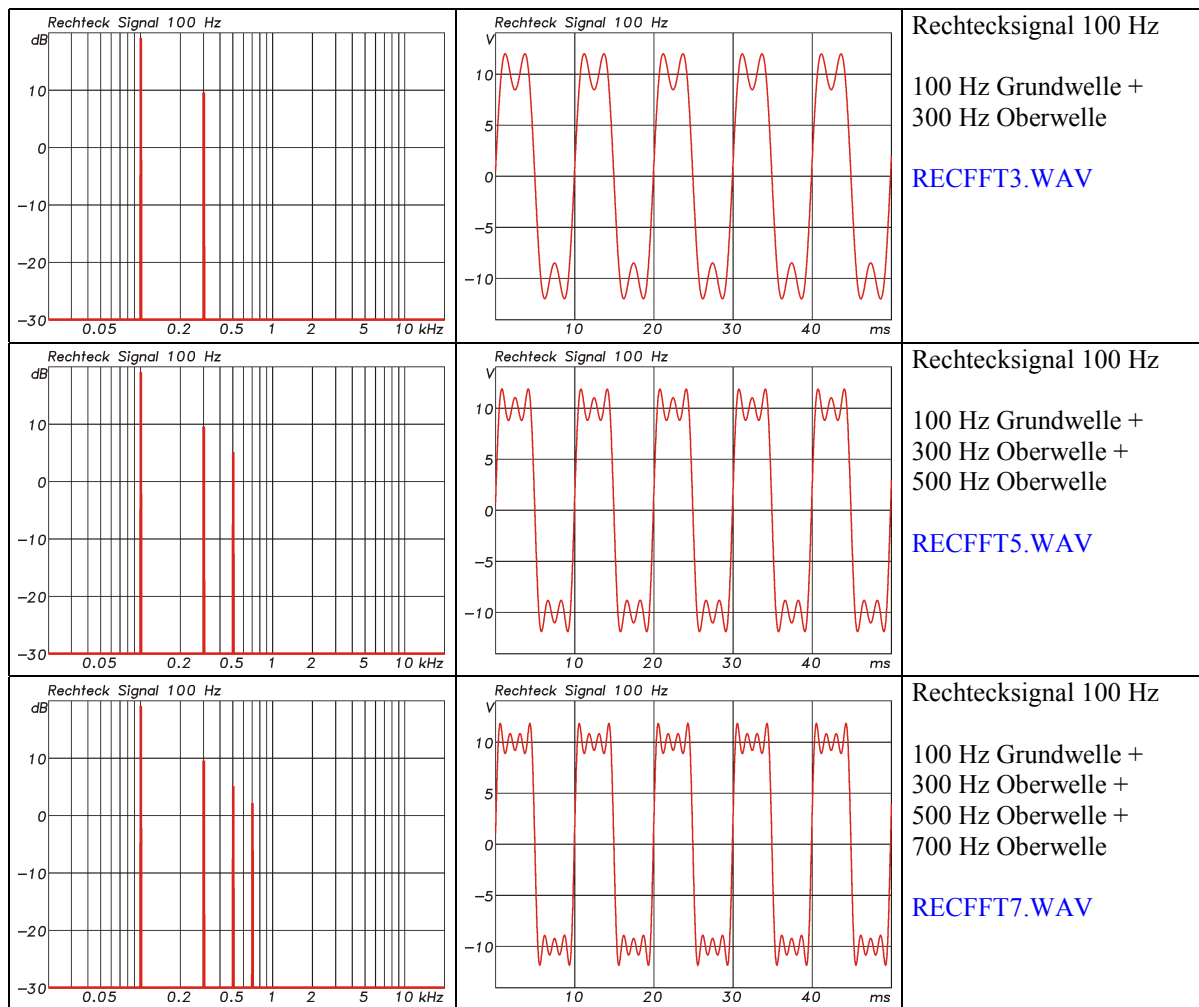 Rechteck Signal 100 Hz
dB
10
0
−10
−20
−30
0.05 0.2 0.5 1 2 5 10 kHz
Rechteck Signal 100 Hz
V
10
5
0
−5
−10
10 20 30 40 ms
Rechtecksignal 100 Hz
100 Hz Grundwelle +
300 Hz Oberwelle
RECFFT3.WAV
Rechteck Signal 100 Hz
dB
10
0
−10
−20
−30
0.05 0.2 0.5 1 2 5 10 kHz
Rechteck Signal 100 Hz
V
10
5
0
−5
−10
10 20 30 40 ms
Rechtecksignal 100 Hz
100 Hz Grundwelle +
300 Hz Oberwelle +
500 Hz Oberwelle
RECFFT5.WAV
Rechteck Signal 100 Hz
dB
10
0
−10
−20
−30
0.05 0.2 0.5 1 2 5 10 kHz
Rechteck Signal 100 Hz
V
10
5
0
−5
−10
10 20 30 40 ms
Rechtecksignal 100 Hz
100 Hz Grundwelle +
300 Hz Oberwelle +
500 Hz Oberwelle +
700 Hz Oberwelle
RECFFT7.WAV